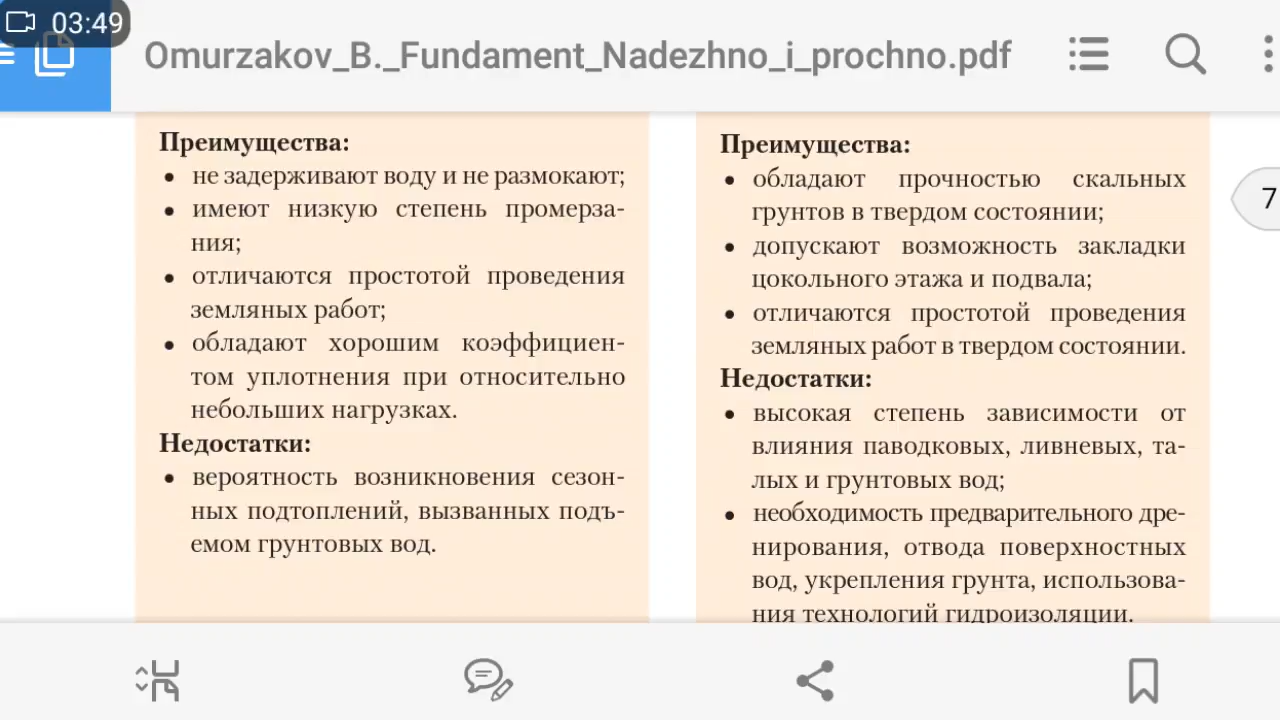 03:49
Omurzakov_B._Fundament_Nadezhno_i_prochno.pdf
7
Преимущества:
• не задерживают воду и не размокают;
• имеют низкую степень промерза-
ния;
• отличаются простотой проведения
земляных работ;
• обладают хорошим коэффициен-
том уплотнения при относительно
небольших нагрузках.
Недостатки:
• вероятность возникновения сезон-
ных подтоплений, вызванных подъ-
емом грунтовых вод.
Преимущества:
• обладают прочностью скальных
грунтов в твердом состоянии;
• допускают возможность закладки
цокольного этажа и подвала;
• отличаются простотой проведения
земляных работ в твердом состоянии.
Недостатки:
• высокая степень зависимости от
влияния паводковых, ливневых, та-
лых и грунтовых вод;
• необходимость предварительного дре-
нирования, отвода поверхностных
вод, укрепления грунта, использова-
ния технологий гидроизоляции.